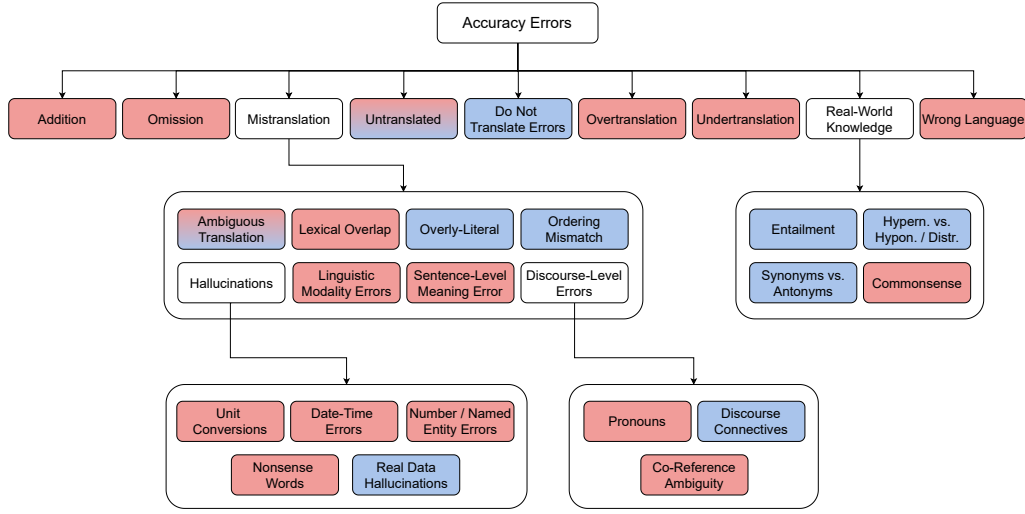 Accuracy Errors
Addition
Omission
Mistranslation
Untranslated
Do Not
Translate Errors
Overtranslation
Undertranslation
Real-World
Knowledge
Wrong Language
Ambiguous
Translation
Lexical Overlap
Overly-Literal
Ordering
Mismatch
Hallucinations
Linguistic
Modality Errors
Sentence-Level
Meaning Error
Discourse-Level
Errors
Entailment
Hypern. vs.
Hypon. / Distr.
Synonyms vs.
Antonyms
Commonsense
Unit
Conversions
Date-Time
Errors
Number / Named
Entity Errors
Nonsense
Words
Real Data
Hallucinations
Pronouns
Discourse
Connectives
Co-Reference
Ambiguity